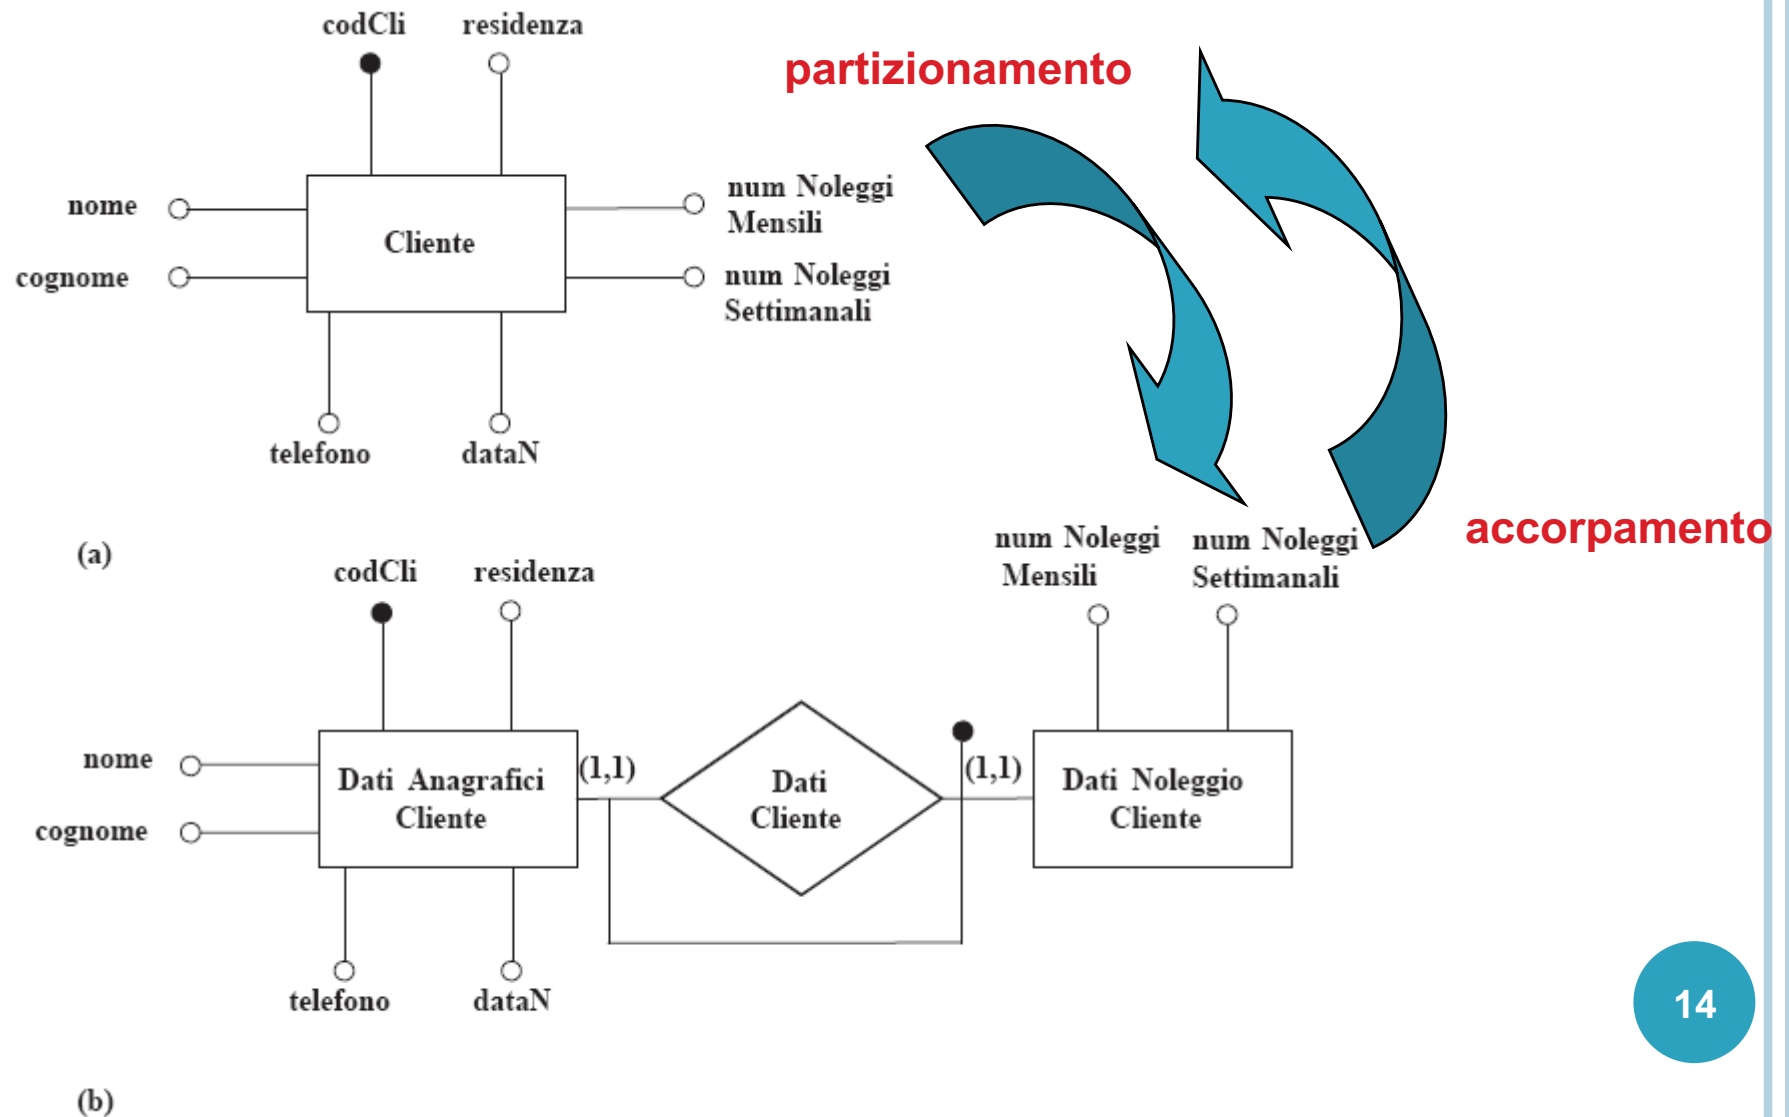 codCli residenza
partizionamento
nome
cognome
Cliente
num Noleggi
Mensili
num Noleggi
Settimanali
telefono dataN
(a)
accorpamento
codCli residenza
num Noleggi
Mensili
num Noleggi
Settimanali
nome
cognome
Dati Anagrafici
Cliente
(1,1)
Dati
Cliente
(1,1)
Dati Noleggio
Cliente
telefono dataN
14
(b)